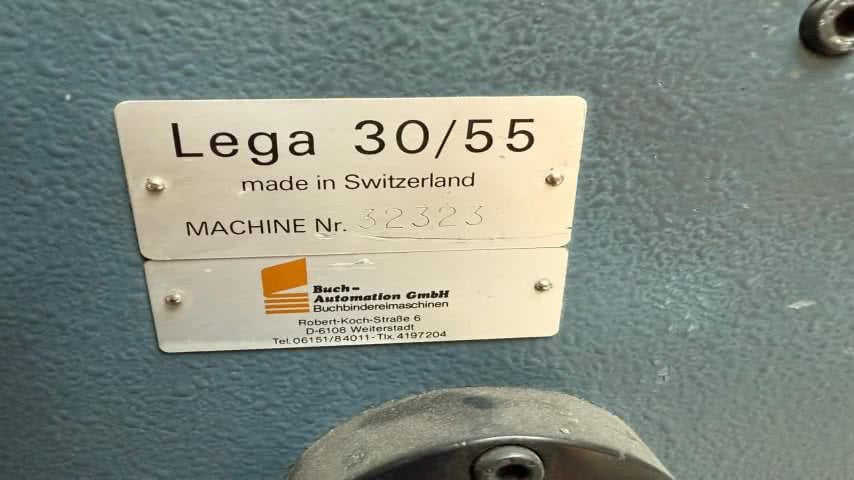 Lega 30/55
made in Switzerland
MACHINE Nr. 32323
Buch-
Automation GmbH
Buchbindereimaschinen
Robert-Koch-Straße 6
D-6108 Weiterstadt
Tel. 06151/84011-Tlx. 4197204